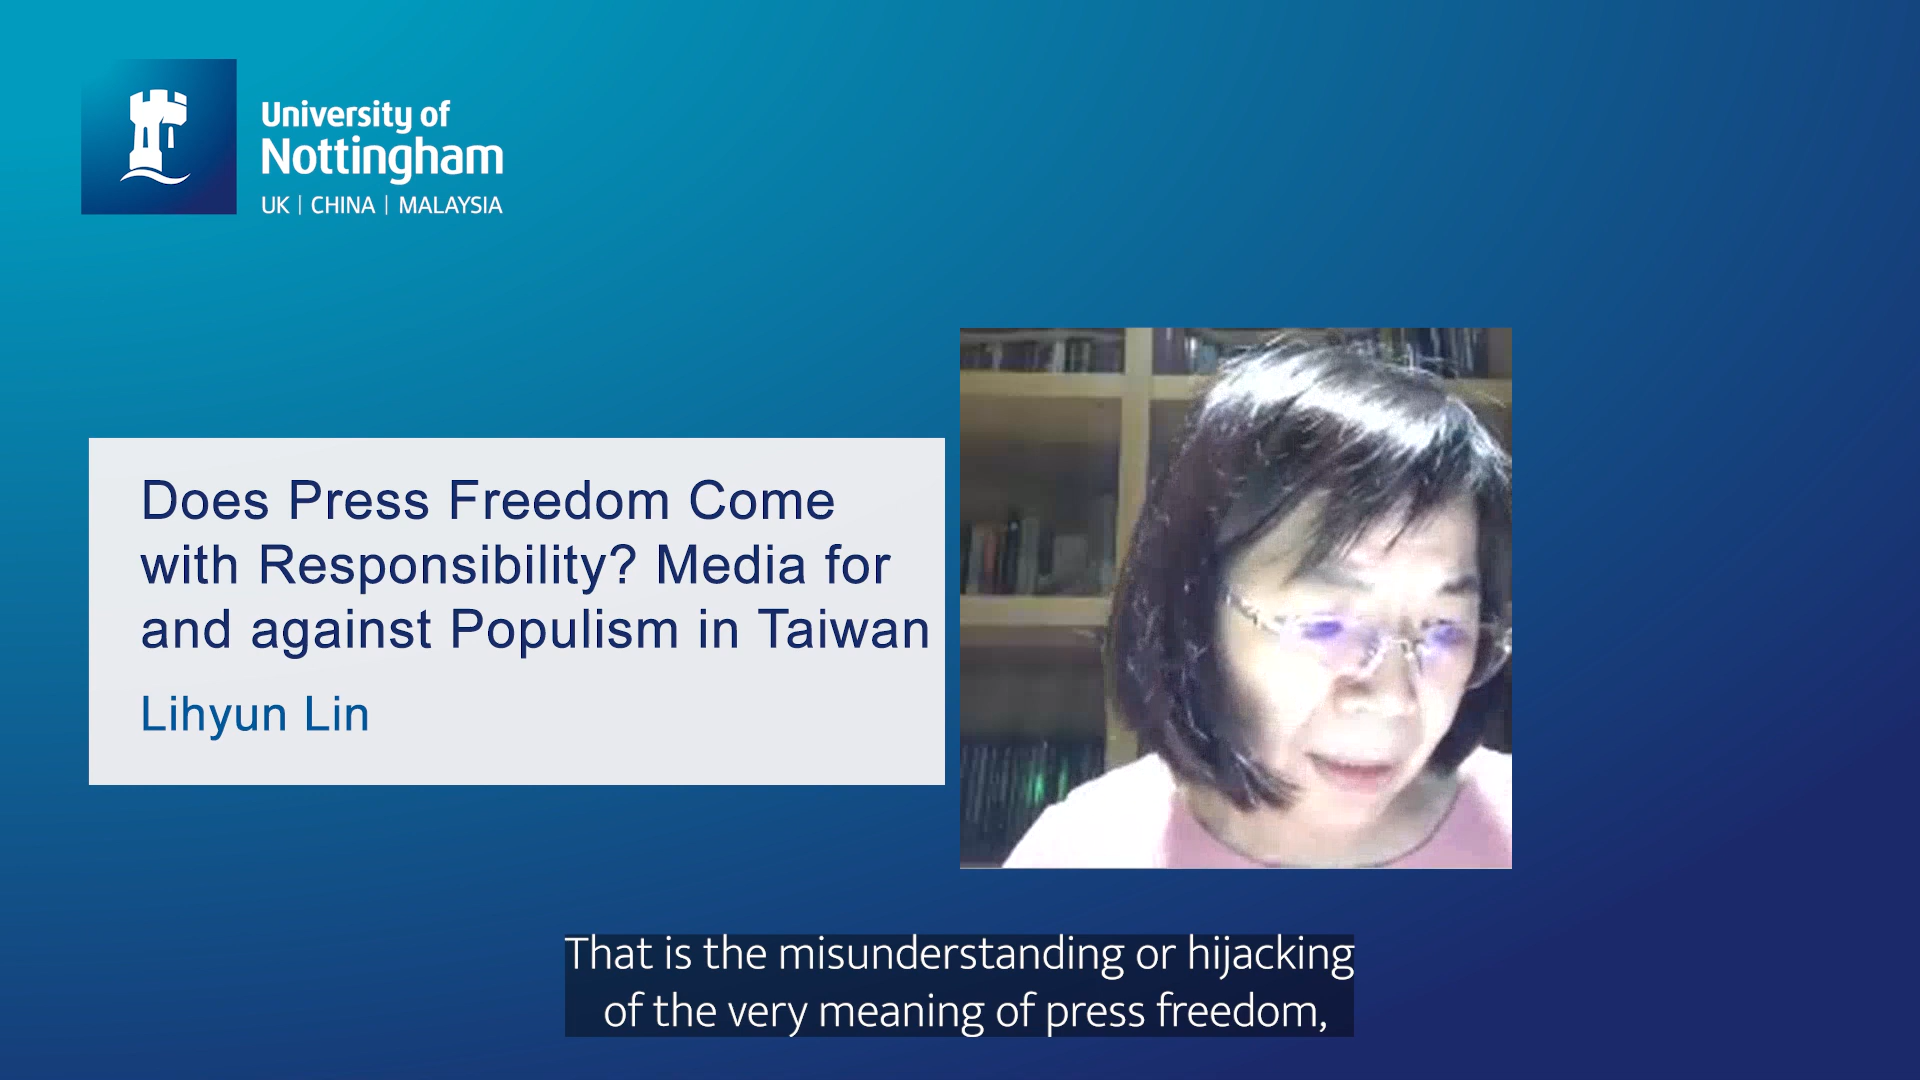 University of
Nottingham
UK | CHINA | MALAYSIA
Does Press Freedom Come
with Responsibility? Media for
and against Populism in Taiwan
Lihyun Lin
That is the misunderstanding or hijacking
of the very meaning of press freedom,